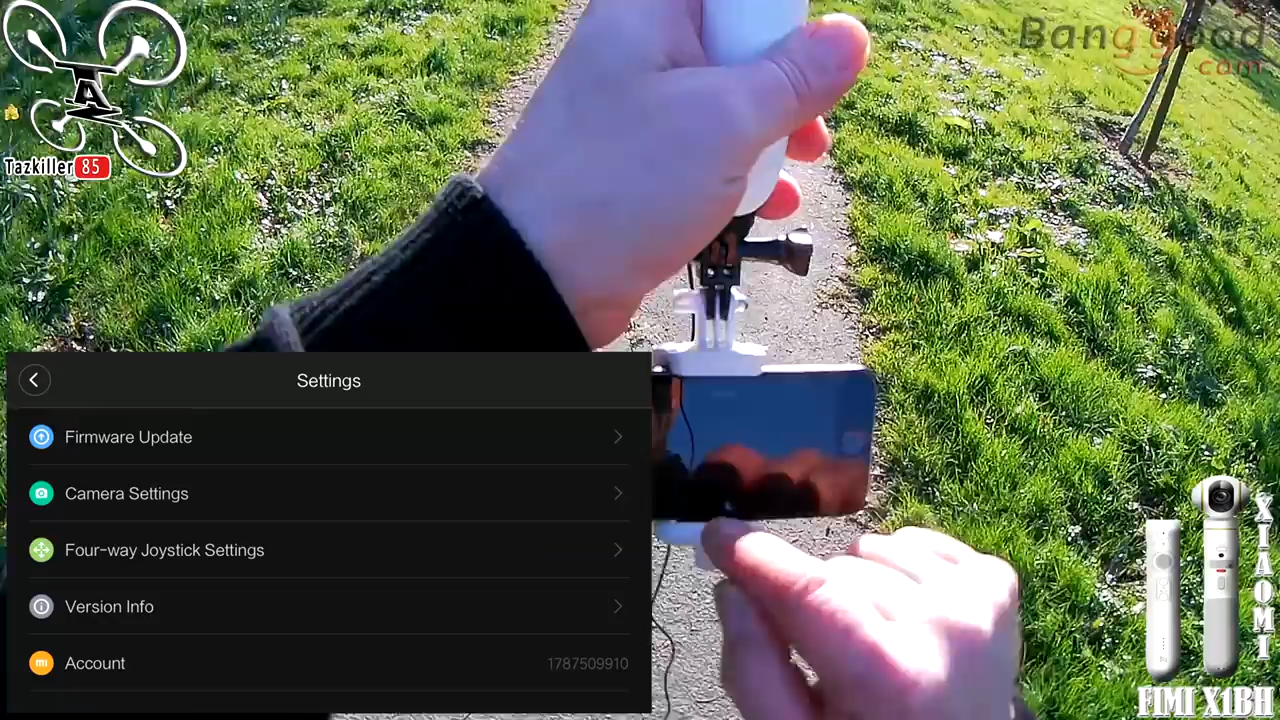 Banggood
.com
A
Tazkiller 85
Settings
Firmware Update
Camera Settings
Four-way Joystick Settings
Version Info
mi Account 1787509910
XIAOMI
FIMI X1BH